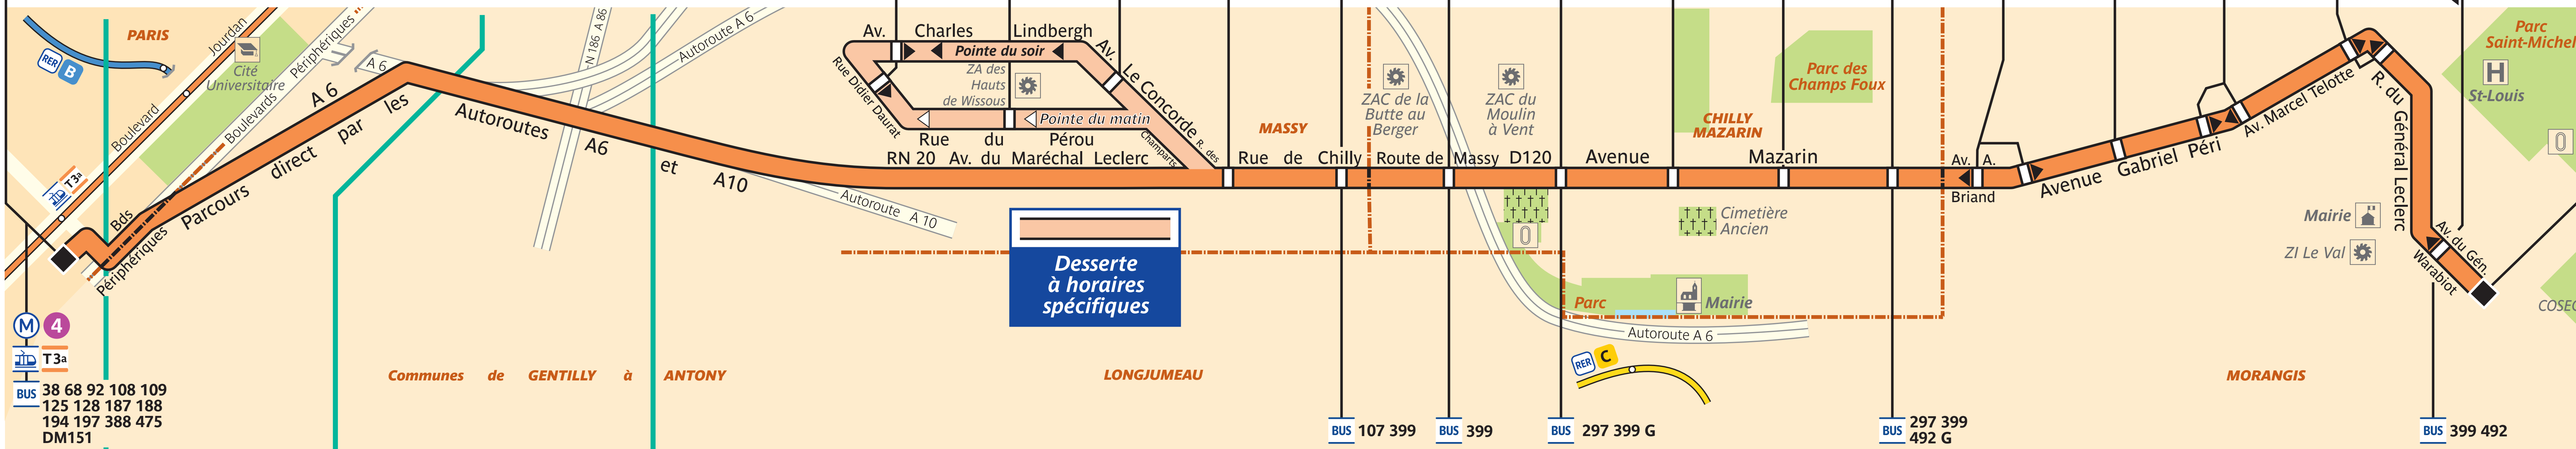 PARIS
RER B
Jourdan
Boulevard
Cité
Universitaire
Périphériques
Boulevards
A 6
A 6
T3a
Bds
Périphériques
Parcours direct par les Autoroutes A6 et A10
M 4
T3a
BUS 38 68 92 108 109
125 128 187 188
194 197 388 475
DM151
N 186 A 86
Autoroute A 6
Communes de GENTILLY à ANTONY
Autoroute A 10
Av. Charles Lindbergh
Pointe du soir
Rue Didier Daurat
ZA des
Hauts
de Wissous
Pointe du matin
Rue du Pérou
Av. Le Concorde
R. des
Champarts
RN 20 Av. du Maréchal Leclerc
Desserte
à horaires
spécifiques
LONGJUMEAU
MASSY
Rue de Chilly
ZAC de la
Butte au
Berger
ZAC du
Moulin
à Vent
Route de Massy D120
CHILLY
MAZARIN
Parc des
Champs Foux
Avenue Mazarin
Cimetière
Ancien
Parc
Mairie
Autoroute A 6
RER C
BUS 107 399
BUS 399
BUS 297 399 G
BUS 297 399
492 G
Av. A.
Briand
Avenue Gabriel Péri
Av. Marcel Telotte
R. du Général Leclerc
Mairie
ZI Le Val
Av. du Gén.
Warabiot
MORANGIS
BUS 399 492
Parc
Saint-Michel
H
St-Louis
COSEC